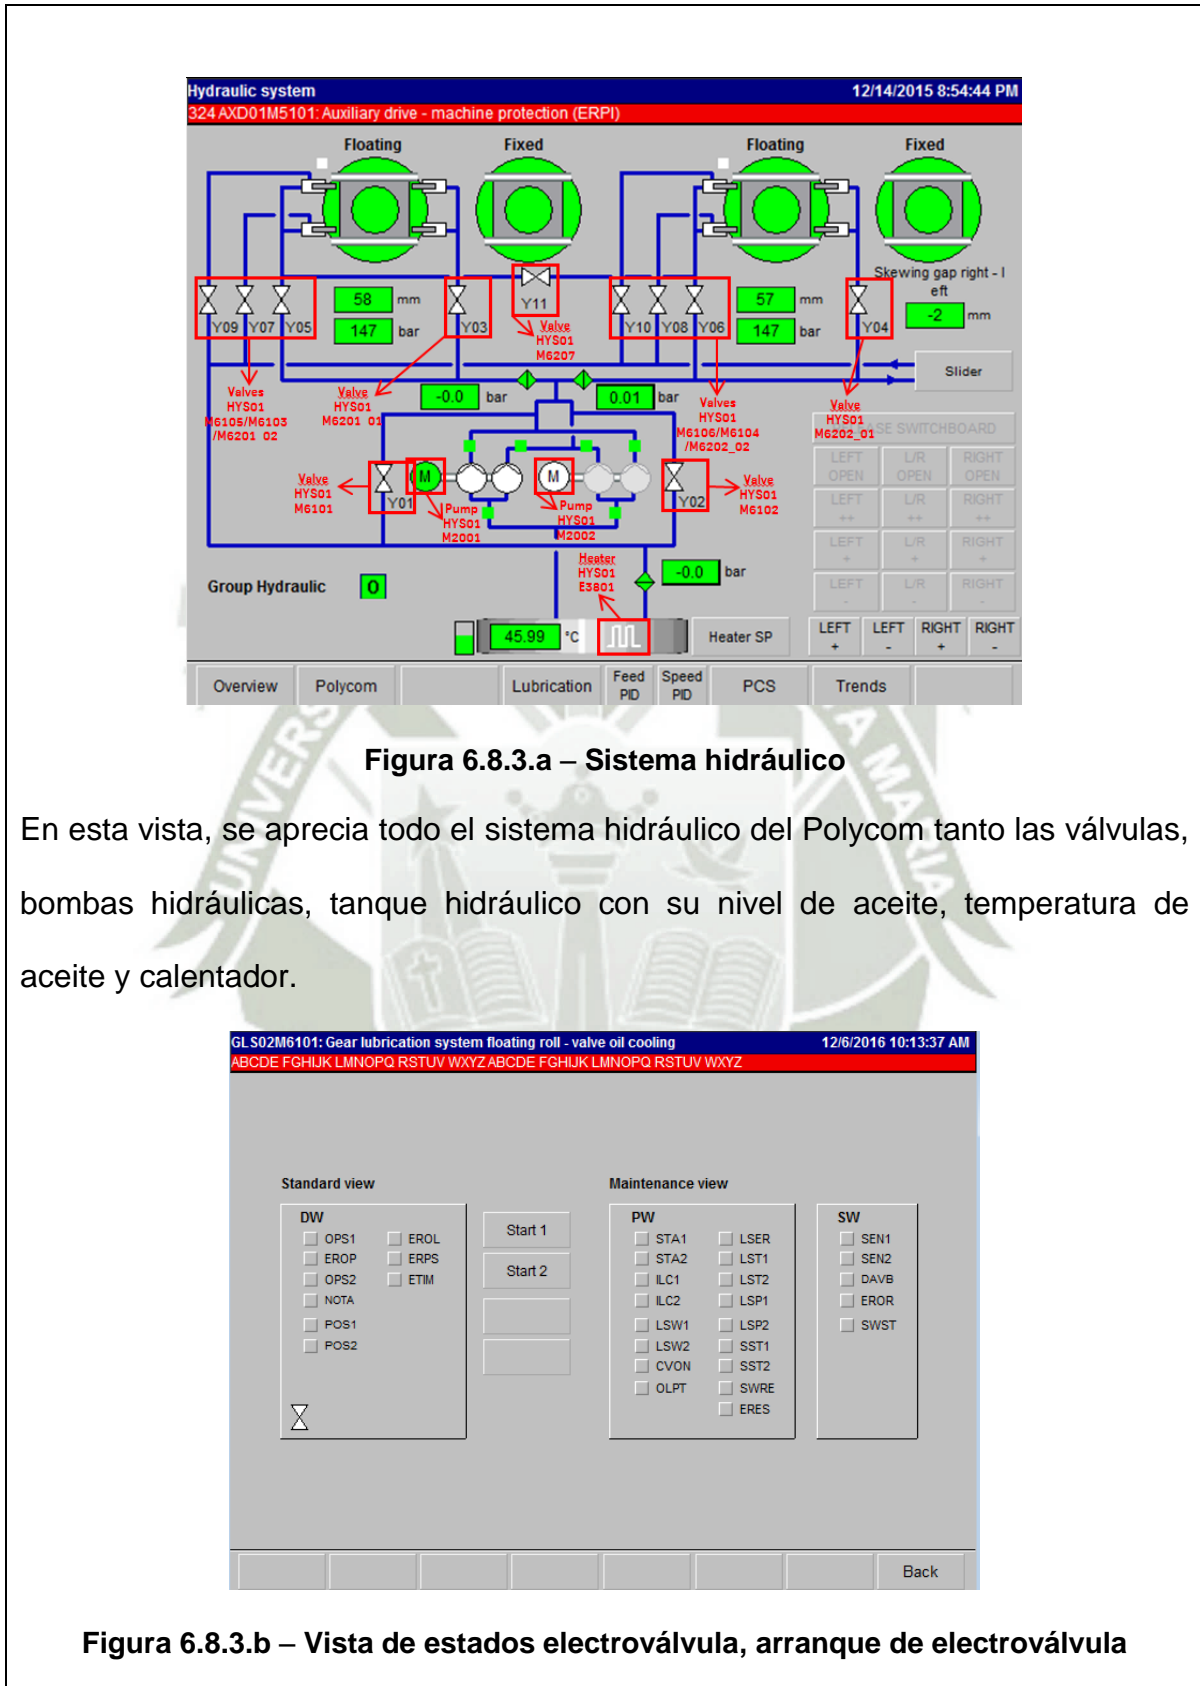 Hydraulic system 12/14/2015 8:54:44 PM
324 AXD01M5101: Auxiliary drive - machine protection (ERPI)
Floating Fixed Floating Fixed
Skewing gap right - l
eft
58 mm
57 mm
-2 mm
Y09 Y07 Y05
147 bar
Y03
Y11
Y10 Y08 Y06
147 bar
Y04
Valve
HYS01
M6207
Slider
Valves
HYS01
M6105/M6103
/M6201_02
Valve
HYS01
M6201_01
-0.0 bar
0.01 bar
Valves
HYS01
M6106/M6104
/M6202_02
Valve
HYS01
M6202_01
ASE SWITCHBOARD
LEFT OPEN L/R OPEN RIGHT OPEN
LEFT ++ L/R ++ RIGHT ++
LEFT + L/R + RIGHT +
LEFT - L/R - RIGHT -
Valve
HYS01
M6101
Y01
M
Pump
HYS01
M2001
M
Pump
HYS01
M2002
Y02
Valve
HYS01
M6102
Heater
HYS01
E3801
-0.0 bar
Group Hydraulic 0
45.99 °C
Heater SP
LEFT + LEFT - RIGHT + RIGHT -
Overview Polycom Lubrication Feed PID Speed PID PCS Trends
Figura 6.8.3.a – Sistema hidráulico
En esta vista, se aprecia todo el sistema hidráulico del Polycom tanto las válvulas,
bombas hidráulicas, tanque hidráulico con su nivel de aceite, temperatura de
aceite y calentador.
GLS02M6101: Gear lubrication system floating roll - valve oil cooling 12/6/2016 10:13:37 AM
ABCDE FGHIJK LMNOPQ RSTUV WXYZ ABCDE FGHIJK LMNOPQ RSTUV WXYZ
Standard view
DW
OPS1 EROL
EROP ERPS
OPS2 ETIM
NOTA
POS1
POS2
Start 1
Start 2
Maintenance view
PW
STA1 LSER
STA2 LST1
ILC1 LST2
ILC2 LSP1
LSW1 LSP2
LSW2 SST1
CVON SST2
OLPT SWRE
ERES
SW
SEN1
SEN2
DAVB
EROR
SWST
Back
Figura 6.8.3.b – Vista de estados electroválvula, arranque de electroválvula